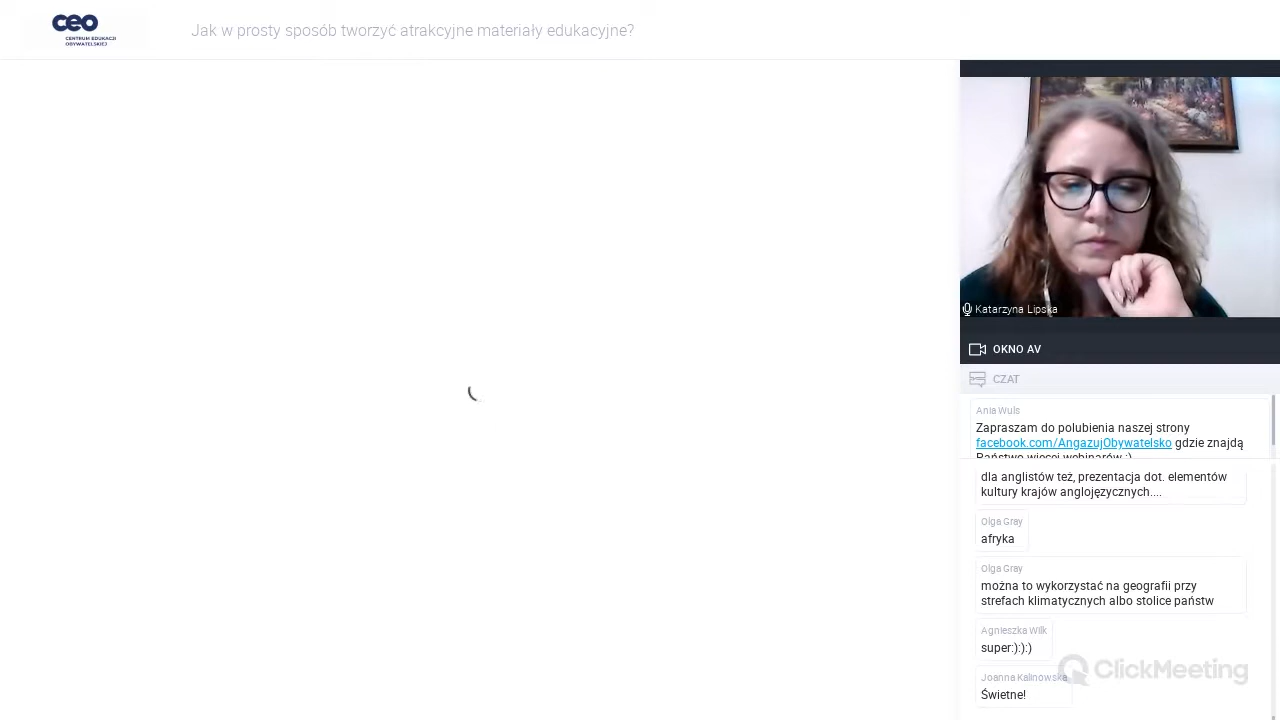 ceo
CENTRUM EDUKACJI
OBYWATELSKIEJ
Jak w prosty sposób tworzyć atrakcyjne materiały edukacyjne?
Katarzyna Lipska
OKNO AV
CZAT
Ania Wuls
Zapraszam do polubienia naszej strony
facebook.com/AngazujObywatelsko gdzie znajdą
Państwo więcej webinarów :)
dla anglistów też, prezentacja dot. elementów
kultury krajów anglojęzycznych....
Olga Gray
afryka
Olga Gray
można to wykorzystać na geografii przy
strefach klimatycznych albo stolice państw
Agnieszka Wilk
super:):):)
Joanna Kalinowska
Świetne!
ClickMeeting